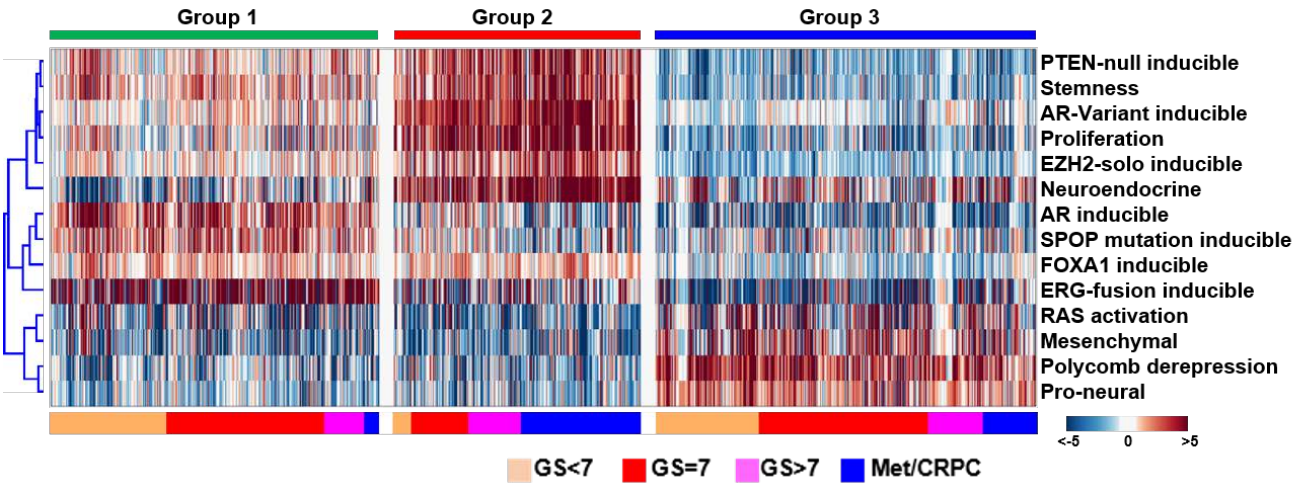 Group 1 Group 2 Group 3
PTEN-null inducible
Stemness
AR-Variant inducible
Proliferation
EZH2-solo inducible
Neuroendocrine
AR inducible
SPOP mutation inducible
FOXA1 inducible
ERG-fusion inducible
RAS activation
Mesenchymal
Polycomb derepression
Pro-neural
<-5 0 >5
GS<7 GS=7 GS>7 Met/CRPC